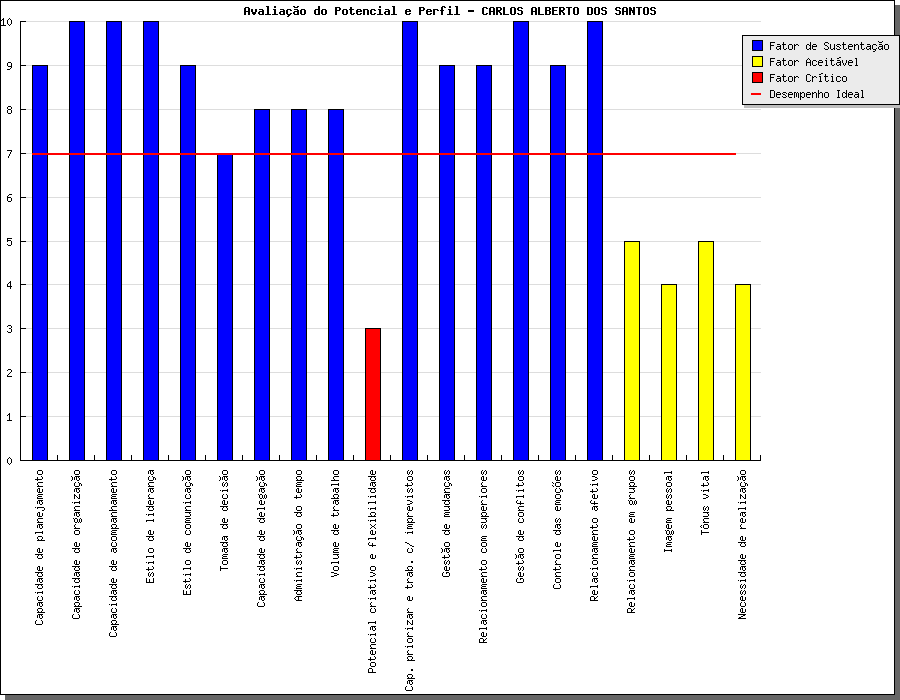 Avaliação do Potencial e Perfil - CARLOS ALBERTO DOS SANTOS
Fator de Sustentação
Fator Aceitável
Fator Crítico
Desempenho Ideal
10
9
8
7
6
5
4
3
2
1
0
Capacidade de planejamento
Capacidade de organização
Capacidade de acompanhamento
Estilo de liderança
Estilo de comunicação
Tomada de decisão
Capacidade de delegação
Administração do tempo
Volume de trabalho
Potencial criativo e flexibilidade
Cap. priorizar e trab. c/ imprevistos
Gestão de mudanças
Relacionamento com superiores
Gestão de conflitos
Controle das emoções
Relacionamento afetivo
Relacionamento em grupos
Imagem pessoal
Tônus vital
Necessidade de realização